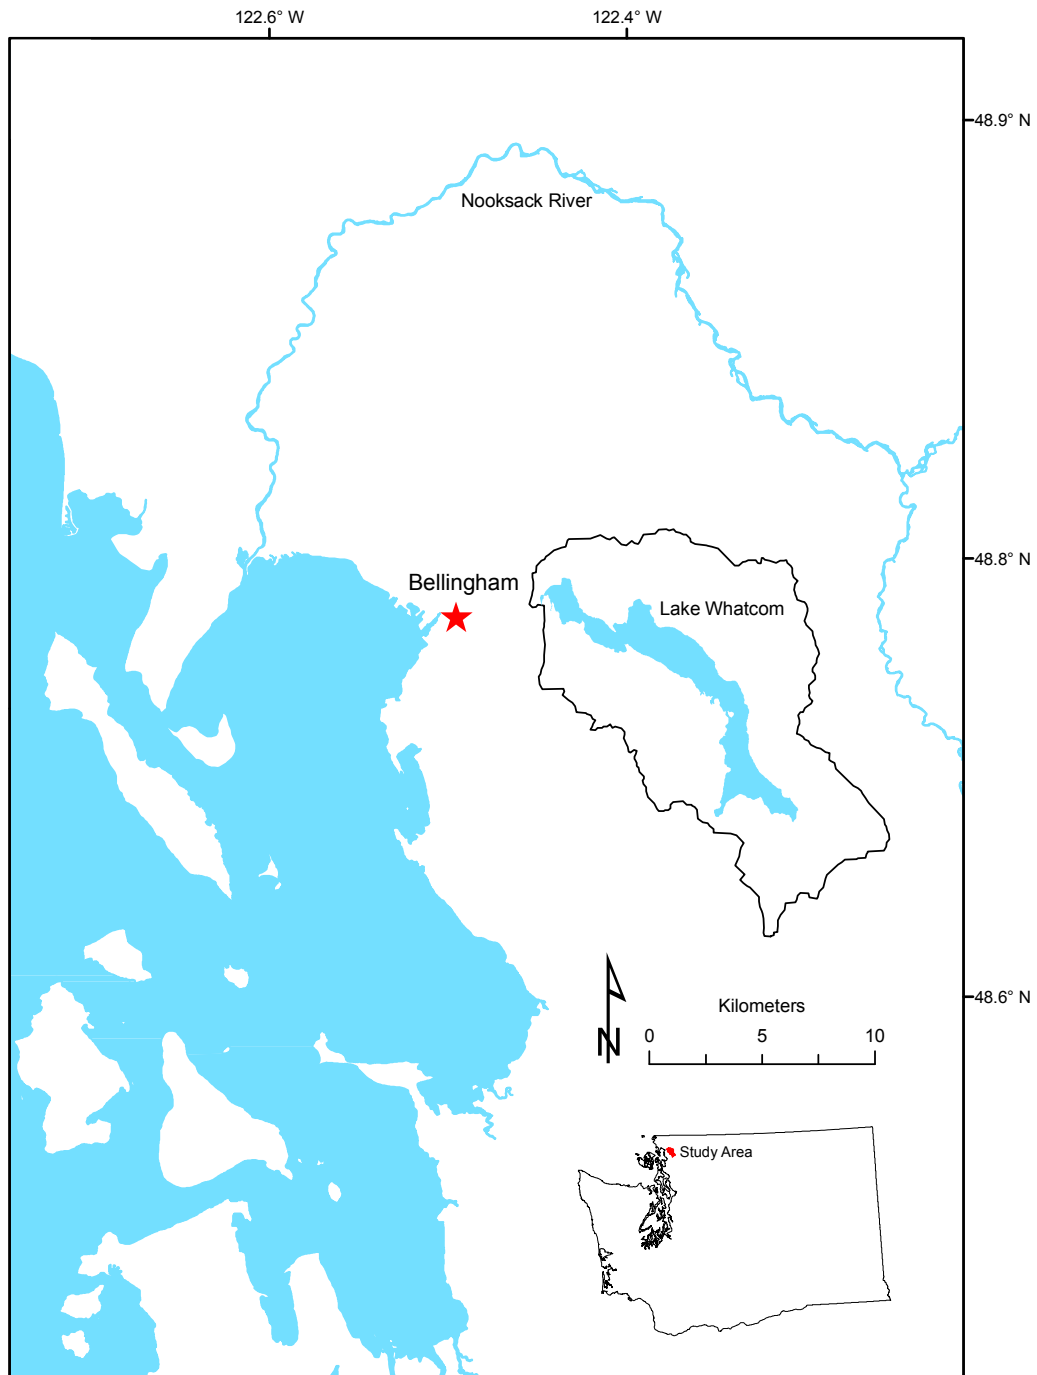 122.6° W
122.4° W
48.9° N
Nooksack River
48.8° N
Bellingham
Lake Whatcom
48.6° N
Kilometers
0 5 10
N
Study Area